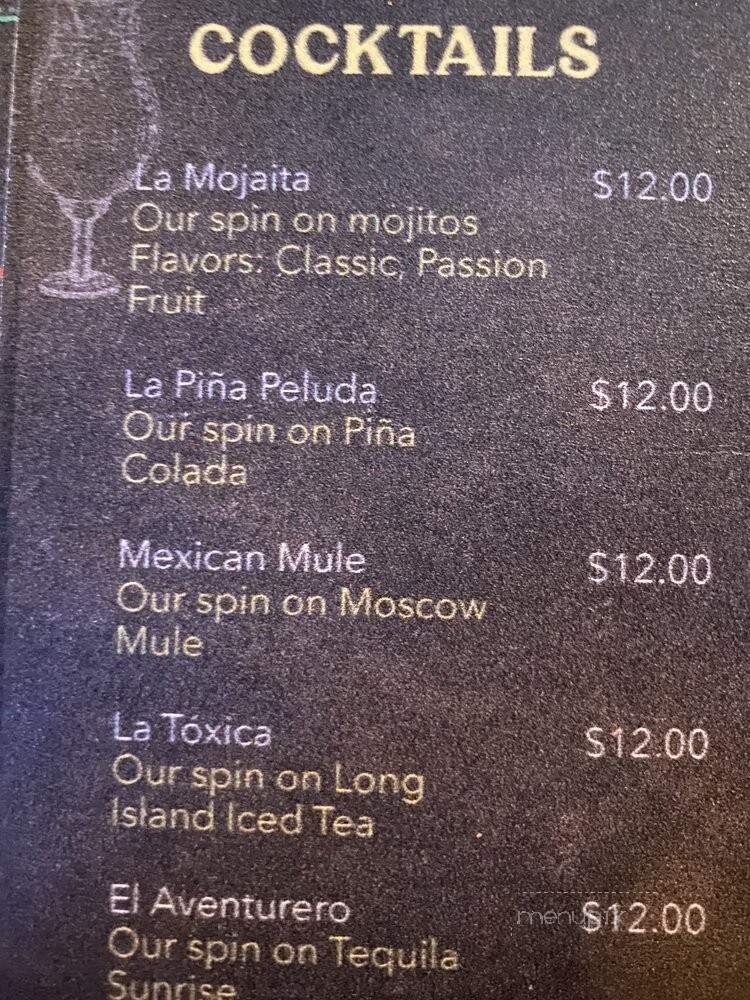 COCKTAILS
La Mojaita $12.00
Our spin on mojitos
Flavors: Classic, Passion
Fruit
La Piña Peluda $12.00
Our spin on Piña
Colada
Mexican Mule $12.00
Our spin on Moscow
Mule
La Tóxica $12.00
Our spin on Long
Island Iced Tea
El Aventurero $12.00
Our spin on Tequila
Sunrise